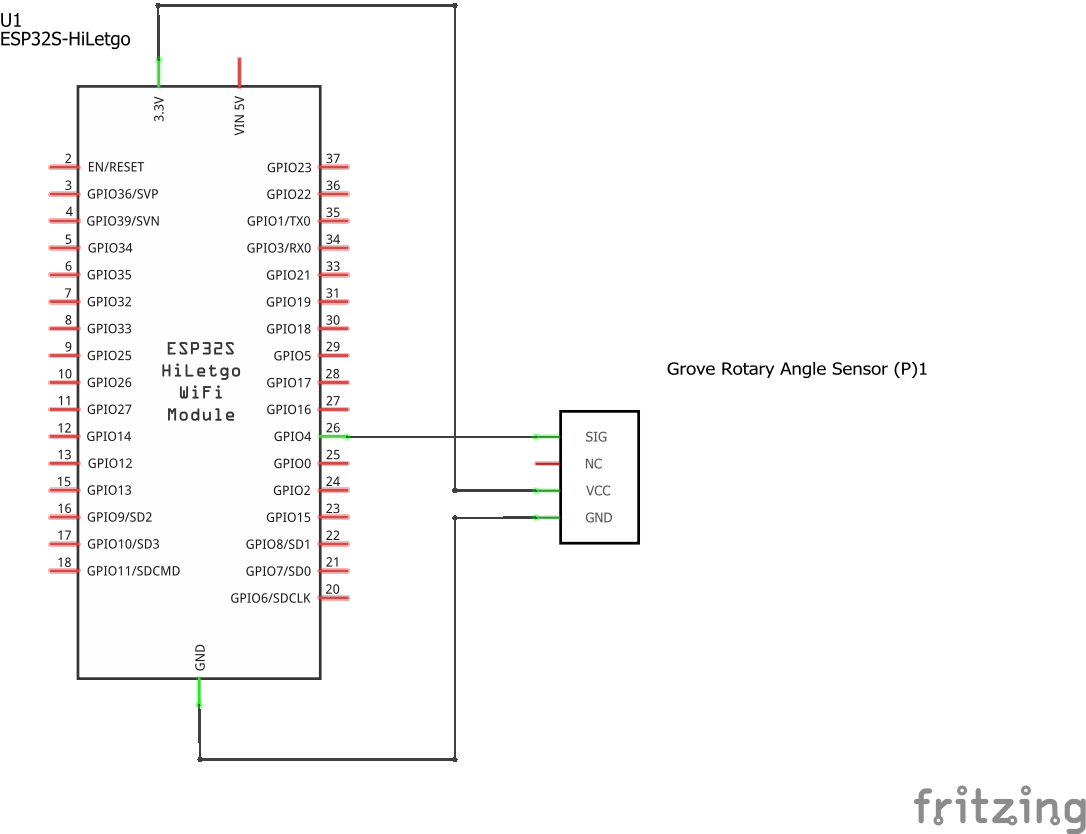 U1
ESP32S-HiLetgo
3.3V
VIN 5V
2
EN/RESET
3
GPIO36/SVP
4
GPIO39/SVN
5
GPIO34
6
GPIO35
7
GPIO32
8
GPIO33
9
GPIO25
10
GPIO26
11
GPIO27
12
GPIO14
13
GPIO12
15
GPIO13
16
GPIO9/SD2
17
GPIO10/SD3
18
GPIO11/SDCMD
ESP32S
HiLetgo
WiFi
Module
37
GPIO23
36
GPIO22
35
GPIO1/TX0
34
GPIO3/RX0
33
GPIO21
31
GPIO19
30
GPIO18
29
GPIO5
28
GPIO17
27
GPIO16
26
GPIO4
25
GPIO0
24
GPIO2
23
GPIO15
22
GPIO8/SD1
21
GPIO7/SD0
20
GPIO6/SDCLK
GND
Grove Rotary Angle Sensor (P)1
SIG
NC
VCC
GND
fritzing